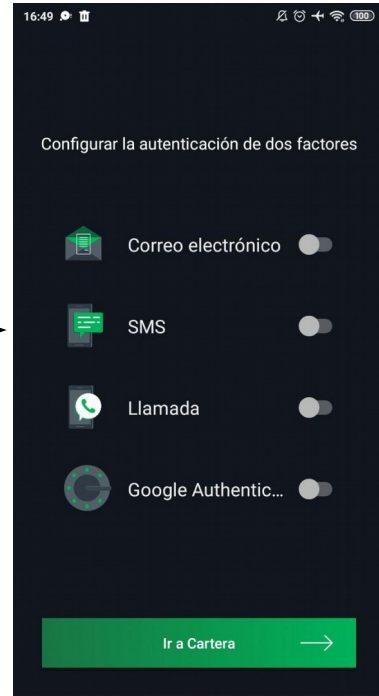 16:49 100
Configurar la autenticación de dos factores
Correo electrónico
SMS
Llamada
Google Authentic...
Ir a Cartera